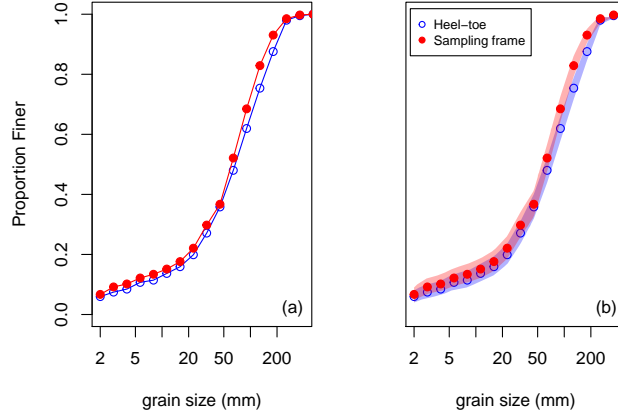 Proportion Finer
1.0
0.8
0.6
0.4
0.2
0.0
(a)
2 5 20 50 200
grain size (mm)
Heel-toe
Sampling frame
(b)
2 5 20 50 200
grain size (mm)